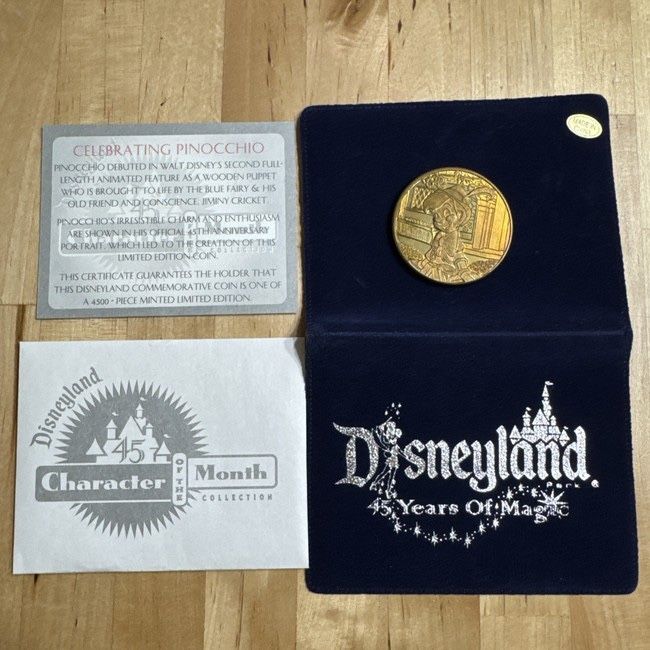 CELEBRATING PINOCCHIO
PINOCCHIO DEBUTED IN WALT DISNEY'S SECOND FULL-
LENGTH ANIMATED FEATURE AS A WOODEN PUPPET
WHO IS BROUGHT TO LIFE BY THE BLUE FAIRY & HIS
OLD FRIEND AND CONSCIENCE, JIMINY CRICKET.
PINOCCHIO'S IRRESISTIBLE CHARM AND ENTHUSIASM
ARE SHOWN IN HIS OFFICIAL 45TH ANNIVERSARY
PORTRAIT, WHICH LED TO THE CREATION OF THIS
LIMITED EDITION COIN.
THIS CERTIFICATE GUARANTEES THE HOLDER THAT
THIS DISNEYLAND COMMEMORATIVE COIN IS ONE OF
A 4500 - PIECE MINTED LIMITED EDITION.
Disneyland
45
Character
OF THE
Month
COLLECTION
Made In
China
Disneyland
Park ®
45 Years Of Magic